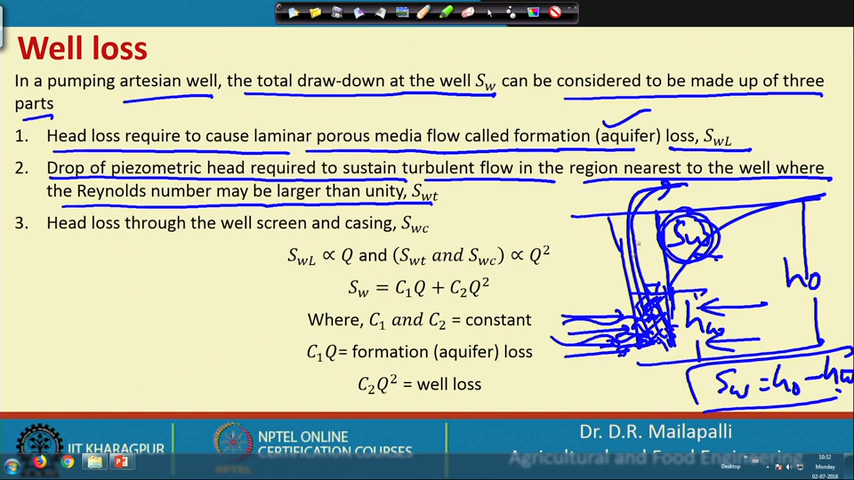 Well loss
In a pumping artesian well, the total draw-down at the well S_w can be considered to be made up of three
parts
1. Head loss require to cause laminar porous media flow called formation (aquifer) loss, S_wL
2. Drop of piezometric head required to sustain turbulent flow in the region nearest to the well where
the Reynolds number may be larger than unity, S_wt
3. Head loss through the well screen and casing, S_wc
S_wL ∝ Q and (S_wt and S_wc) ∝ Q²
S_w = C₁Q + C₂Q²
Where, C₁ and C₂ = constant
C₁Q= formation (aquifer) loss
C₂Q² = well loss
Sw
h0
hw
Sw = h0 - hw
IIT KHARAGPUR
NPTEL ONLINE
CERTIFICATION COURSES
Dr. D.R. Mailapalli
Agricultural and Food Engineering
Desktop
10:32
Monday
02-07-2018